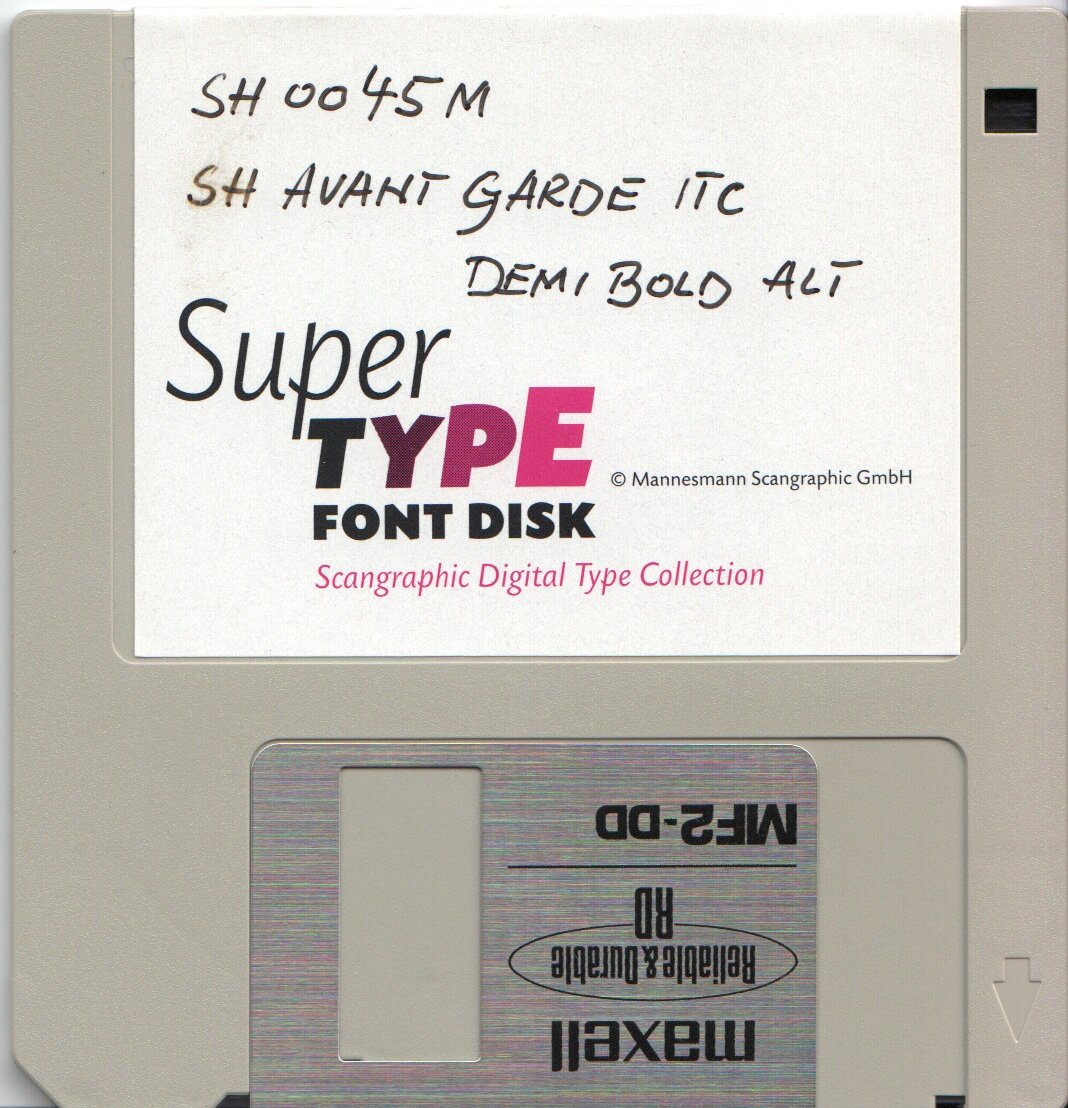 SH 0045M
SH AVANT GARDE ITC
DEMI BOLD ALT
Super
TYPE
© Mannesmann Scangraphic GmbH
FONT DISK
Scangraphic Digital Type Collection
maxell
Reliable & Durable
RD
MF2-DD